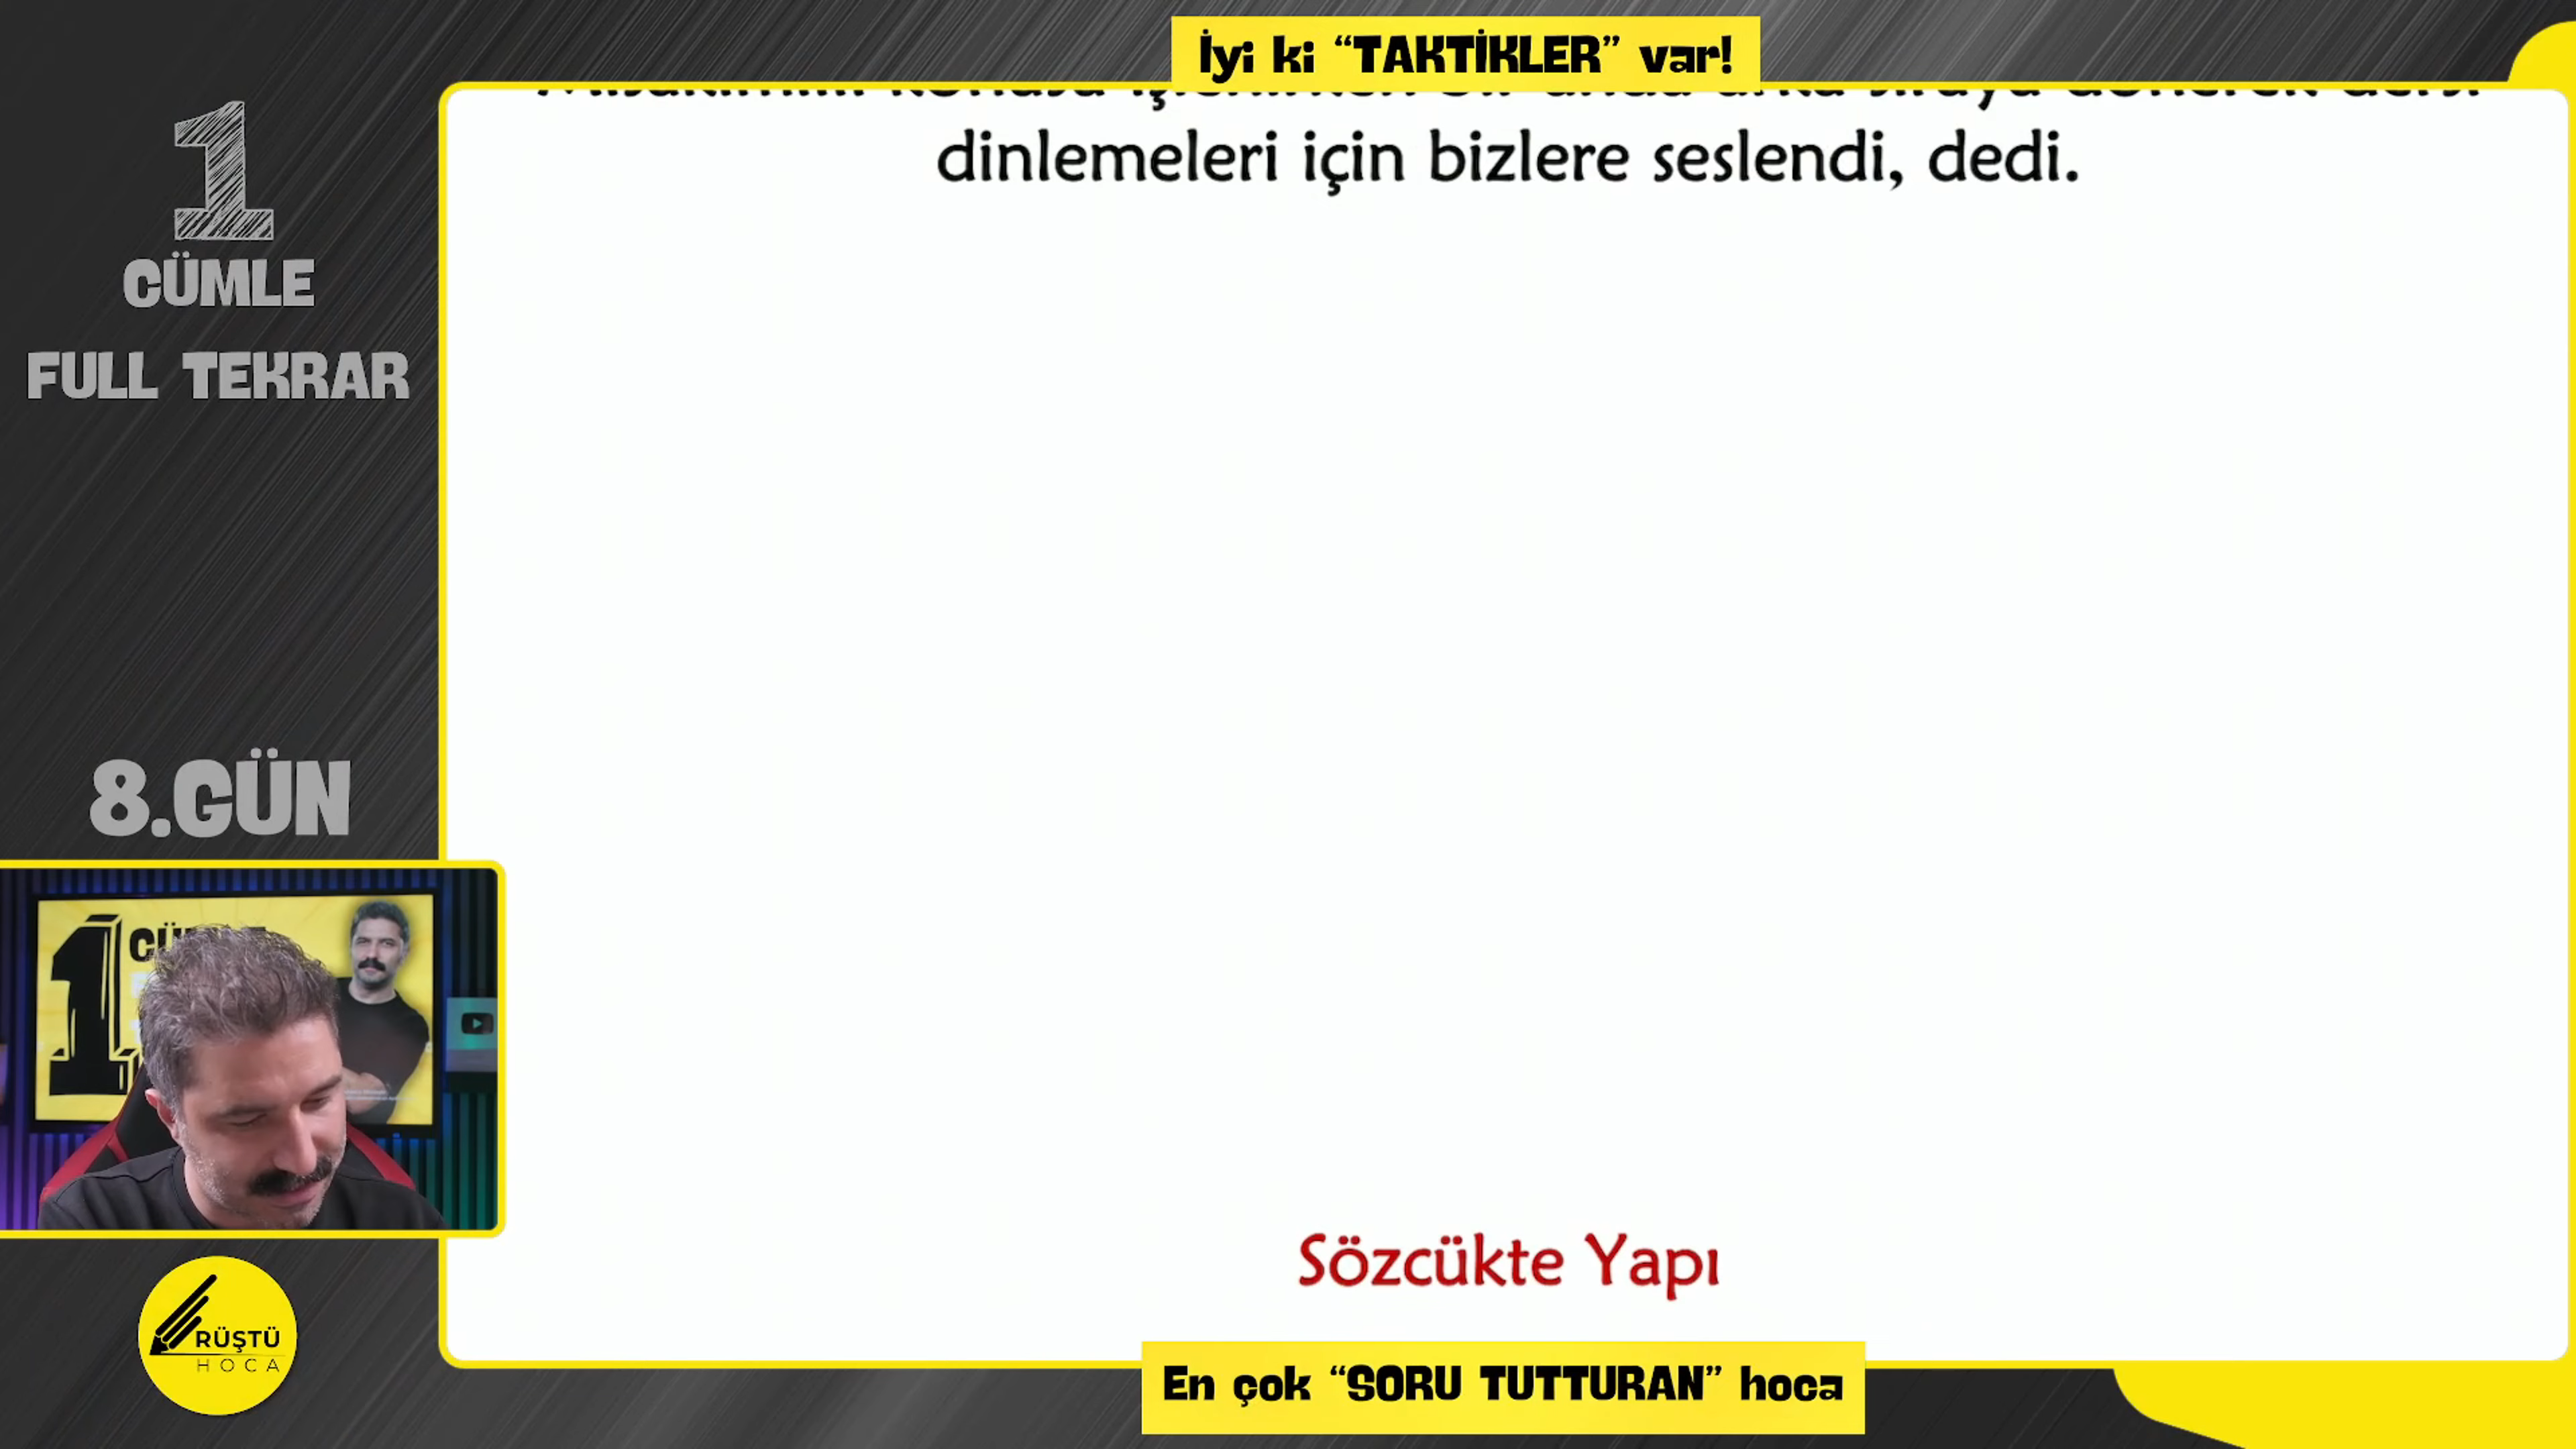 İyi ki “TAKTİKLER” var!
1
CÜMLE
FULL TEKRAR
dinlemeleri için bizlere seslendi, dedi.
8.GÜN
1
Sözcükte Yapı
RÜŞTÜ
HOCA
En çok “SORU TUTTURAN” hoca